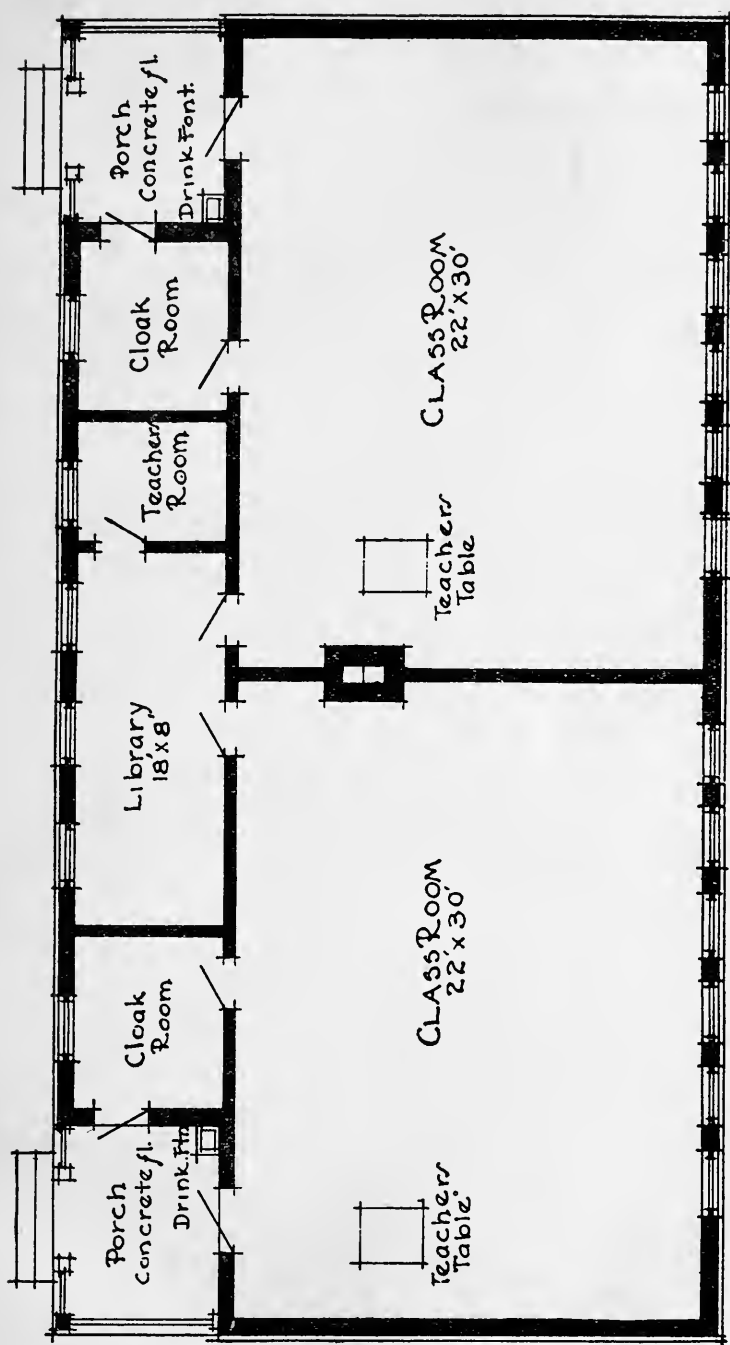 Porch
Concrete fl.
Drink.Ftn
Cloak
Room
Library
18'x8'
Teachers
Room
Cloak
Room
Porch
Concrete fl.
Drink Font.
CLASS ROOM
22'x30'
CLASS ROOM
22'x30'
Teachers
Table
Teachers
Table